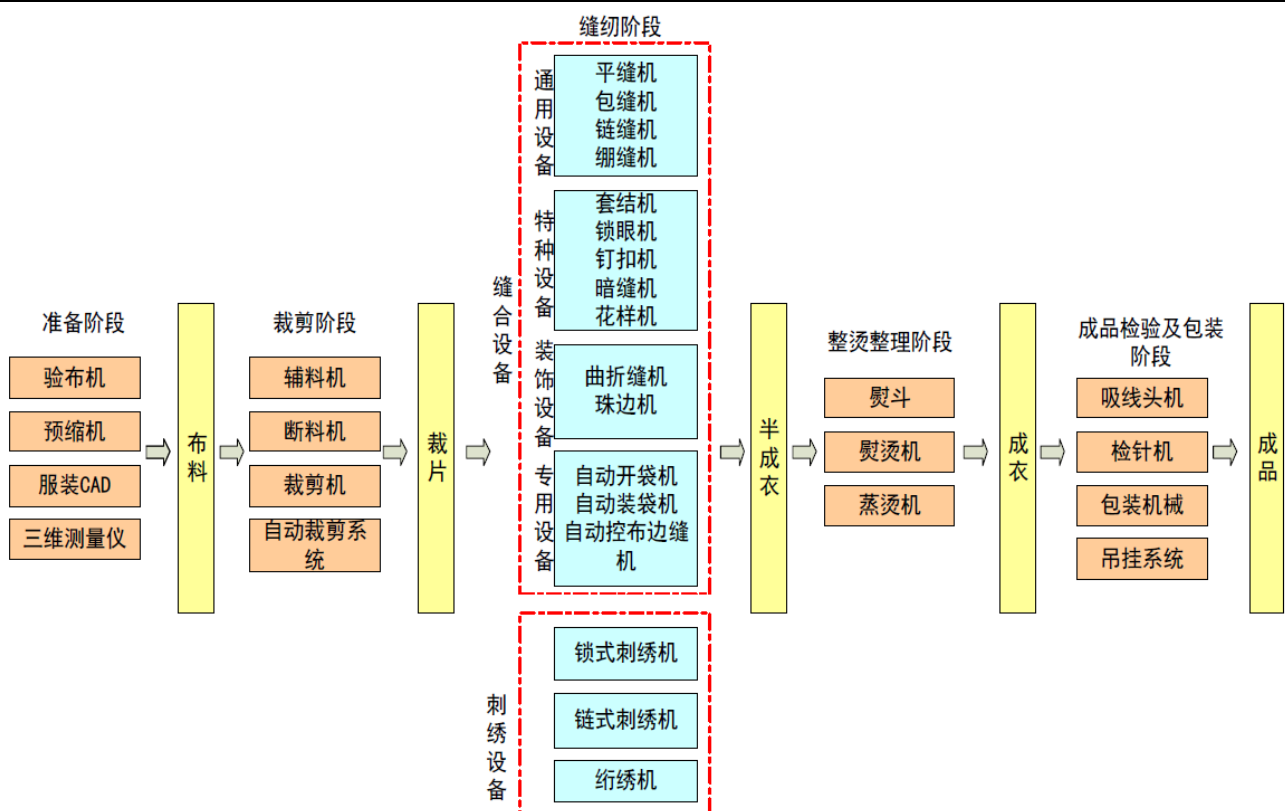 准备阶段
验布机
预缩机
服装CAD
三维测量仪
布料
裁剪阶段
辅料机
断料机
裁剪机
自动裁剪系
统
裁片
缝纫阶段
缝合设备
通用设备
平缝机
包缝机
链缝机
绷缝机
特种设备
套结机
锁眼机
钉扣机
暗缝机
花样机
装饰设备
曲折缝机
珠边机
专用设备
自动开袋机
自动装袋机
自动控布边缝
机
刺绣设备
锁式刺绣机
链式刺绣机
绗绣机
半成衣
整烫整理阶段
熨斗
熨烫机
蒸烫机
成衣
成品检验及包装
阶段
吸线头机
检针机
包装机械
吊挂系统
成品